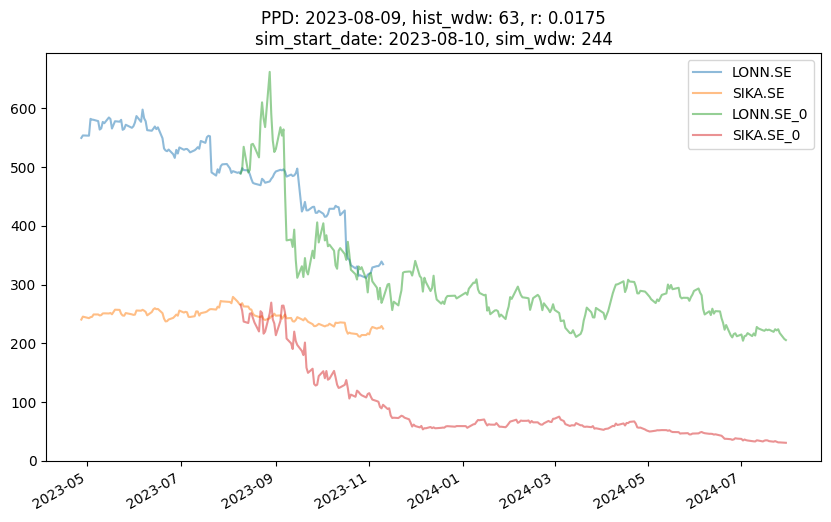 PPD: 2023-08-09, hist_wdw: 63, r: 0.0175
sim_start_date: 2023-08-10, sim_wdw: 244
LONN.SE
SIKA.SE
LONN.SE_0
SIKA.SE_0
600
500
400
300
200
100
0
2023-05
2023-07
2023-09
2023-11
2024-01
2024-03
2024-05
2024-07